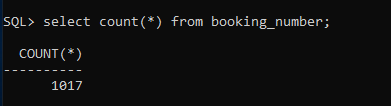 SQL> select count(*) from booking_number;
COUNT(*)
----------
1017